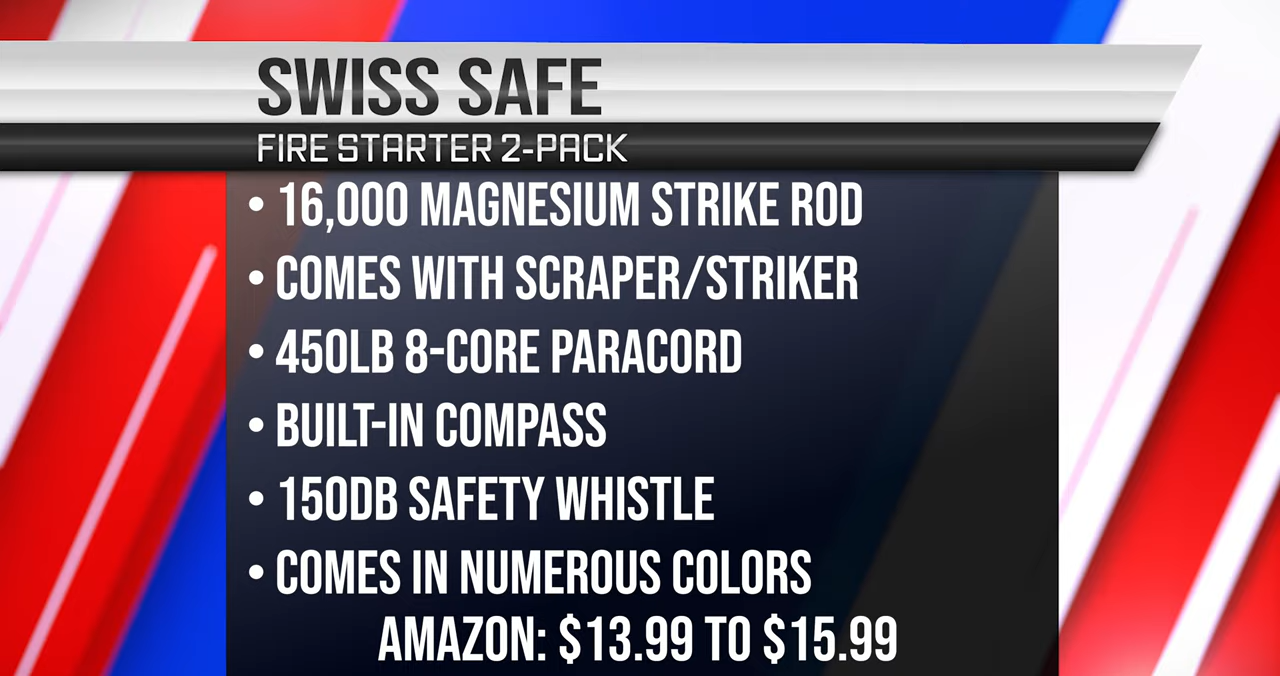 SWISS SAFE
FIRE STARTER 2-PACK
• 16,000 MAGNESIUM STRIKE ROD
• COMES WITH SCRAPER/STRIKER
• 450LB 8-CORE PARACORD
• BUILT-IN COMPASS
• 150DB SAFETY WHISTLE
• COMES IN NUMEROUS COLORS
AMAZON: $13.99 TO $15.99